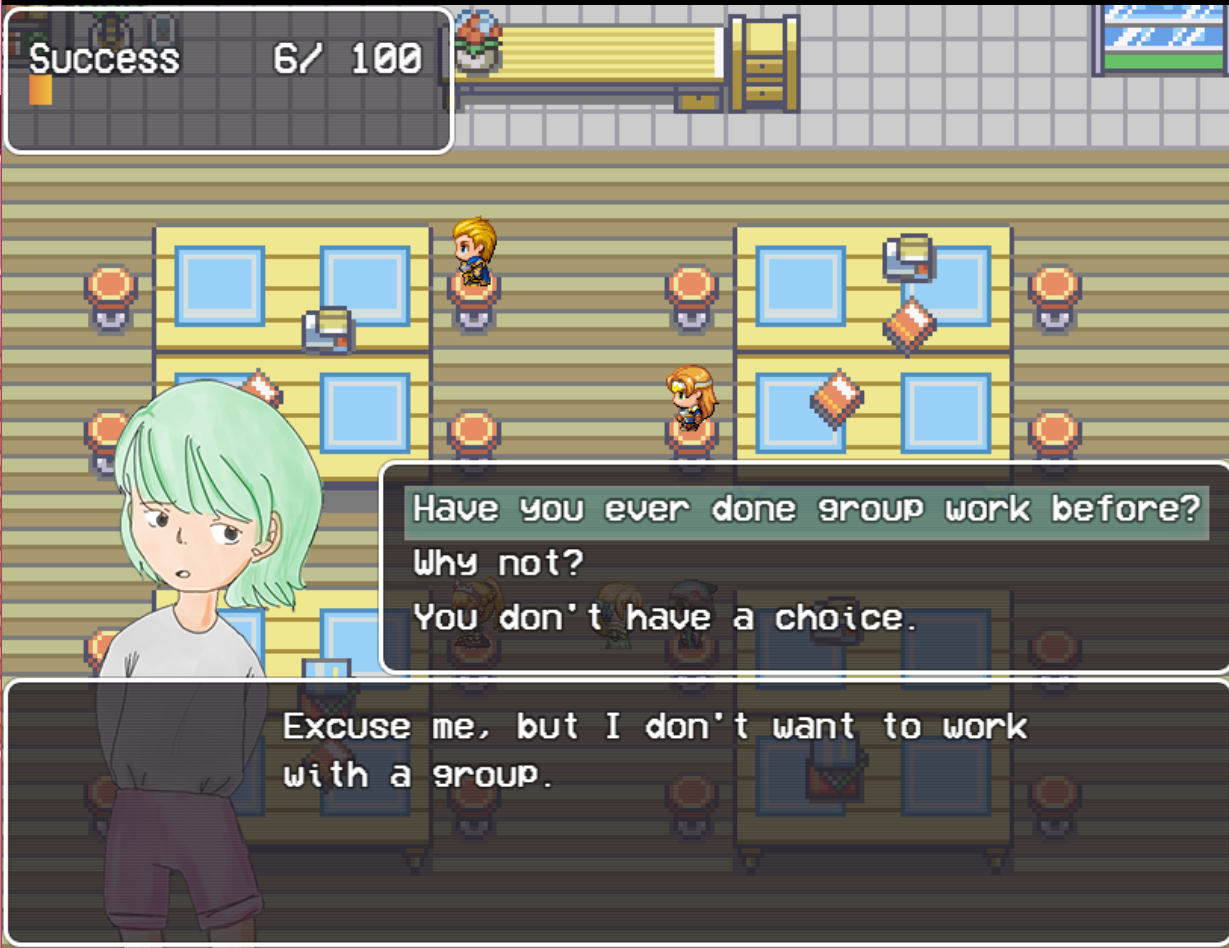 Success 6/ 100
Have you ever done group work before?
Why not?
You don't have a choice.
Excuse me, but I don't want to work
with a group.